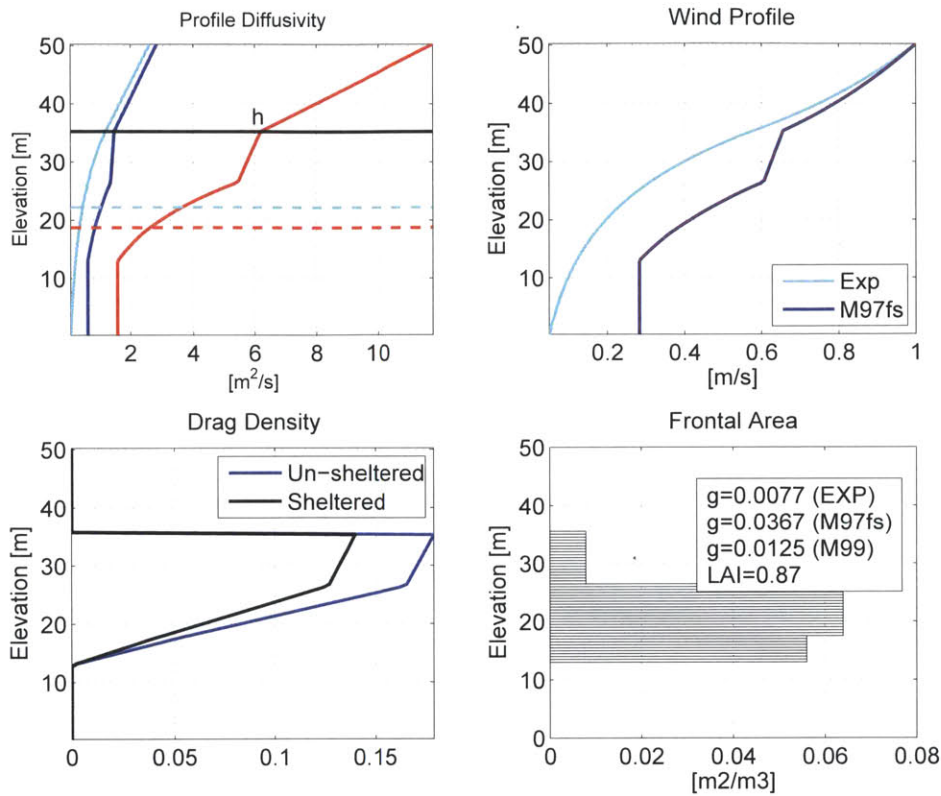 Profile Diffusivity
50
40
30
20
10
Elevation [m]
h
2
4
6
8
10
[m²/s]
Wind Profile
50
40
30
20
10
Elevation [m]
Exp
M97fs
0.2
0.4
0.6
0.8
1
[m/s]
Drag Density
50
40
30
20
10
0
Elevation [m]
Un-sheltered
Sheltered
0
0.05
0.1
0.15
Frontal Area
50
40
30
20
10
0
Elevation [m]
g=0.0077 (EXP)
g=0.0367 (M97fs)
g=0.0125 (M99)
LAI=0.87
0
0.02
0.04
0.06
0.08
[m2/m3]